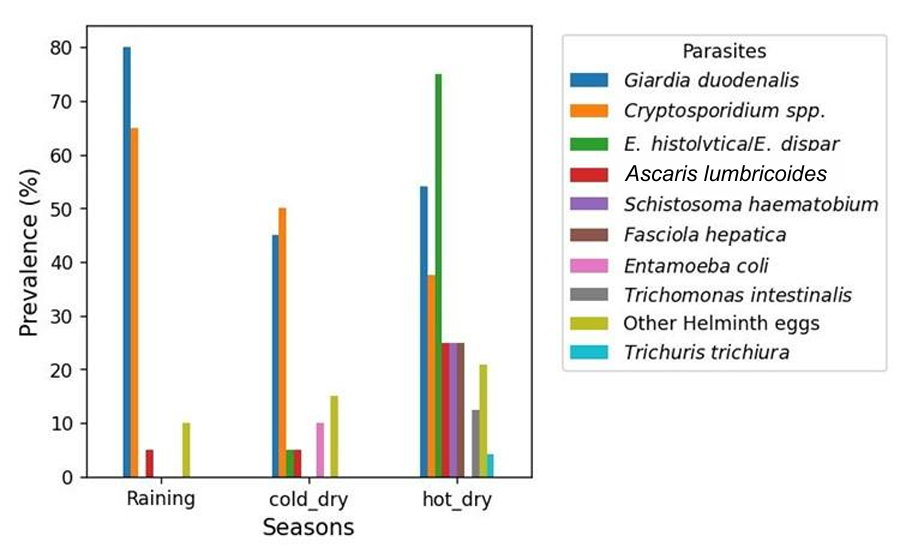 Prevalence (%)
80
70
60
50
40
30
20
10
0
Raining cold_dry hot_dry
Seasons
Parasites
Giardia duodenalis
Cryptosporidium spp.
E. histolytica/E. dispar
Ascaris lumbricoides
Schistosoma haematobium
Fasciola hepatica
Entamoeba coli
Trichomonas intestinalis
Other Helminth eggs
Trichuris trichiura